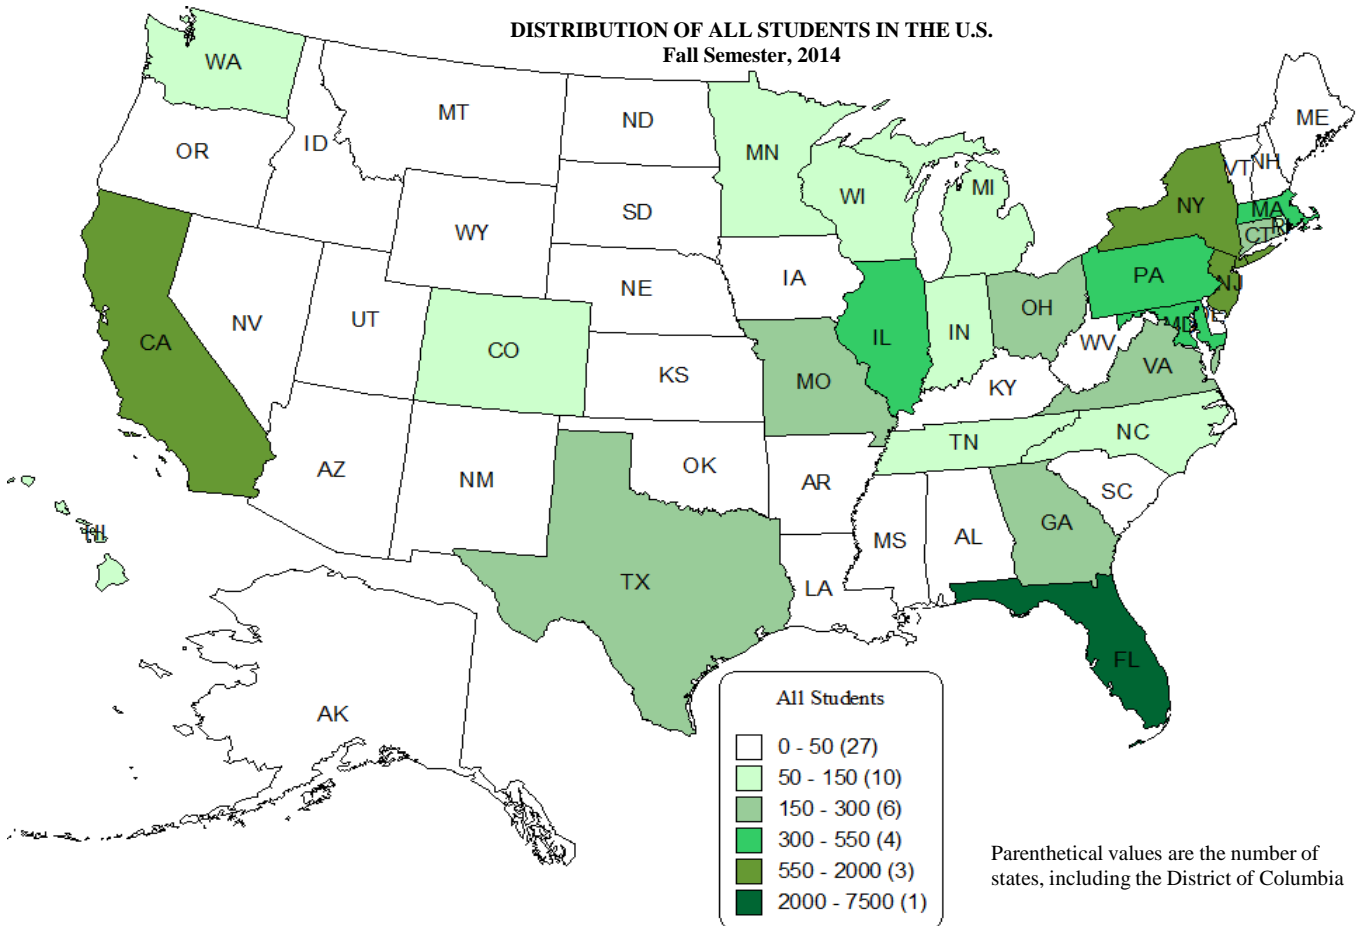 DISTRIBUTION OF ALL STUDENTS IN THE U.S.
Fall Semester, 2014
WA
MT
ND
ME
OR
ID
MN
VT
NH
WI
MI
SD
NY
MA
WY
CT
RI
IA
PA
NE
NJ
OH
NV
UT
IL
IN
MD
CA
CO
WV
KS
MO
KY
VA
TN
NC
AZ
NM
OK
AR
SC
HI
GA
MS
AL
TX
LA
FL
AK
All Students
0 - 50 (27)
50 - 150 (10)
150 - 300 (6)
300 - 550 (4)
550 - 2000 (3)
2000 - 7500 (1)
Parenthetical values are the number of
states, including the District of Columbia